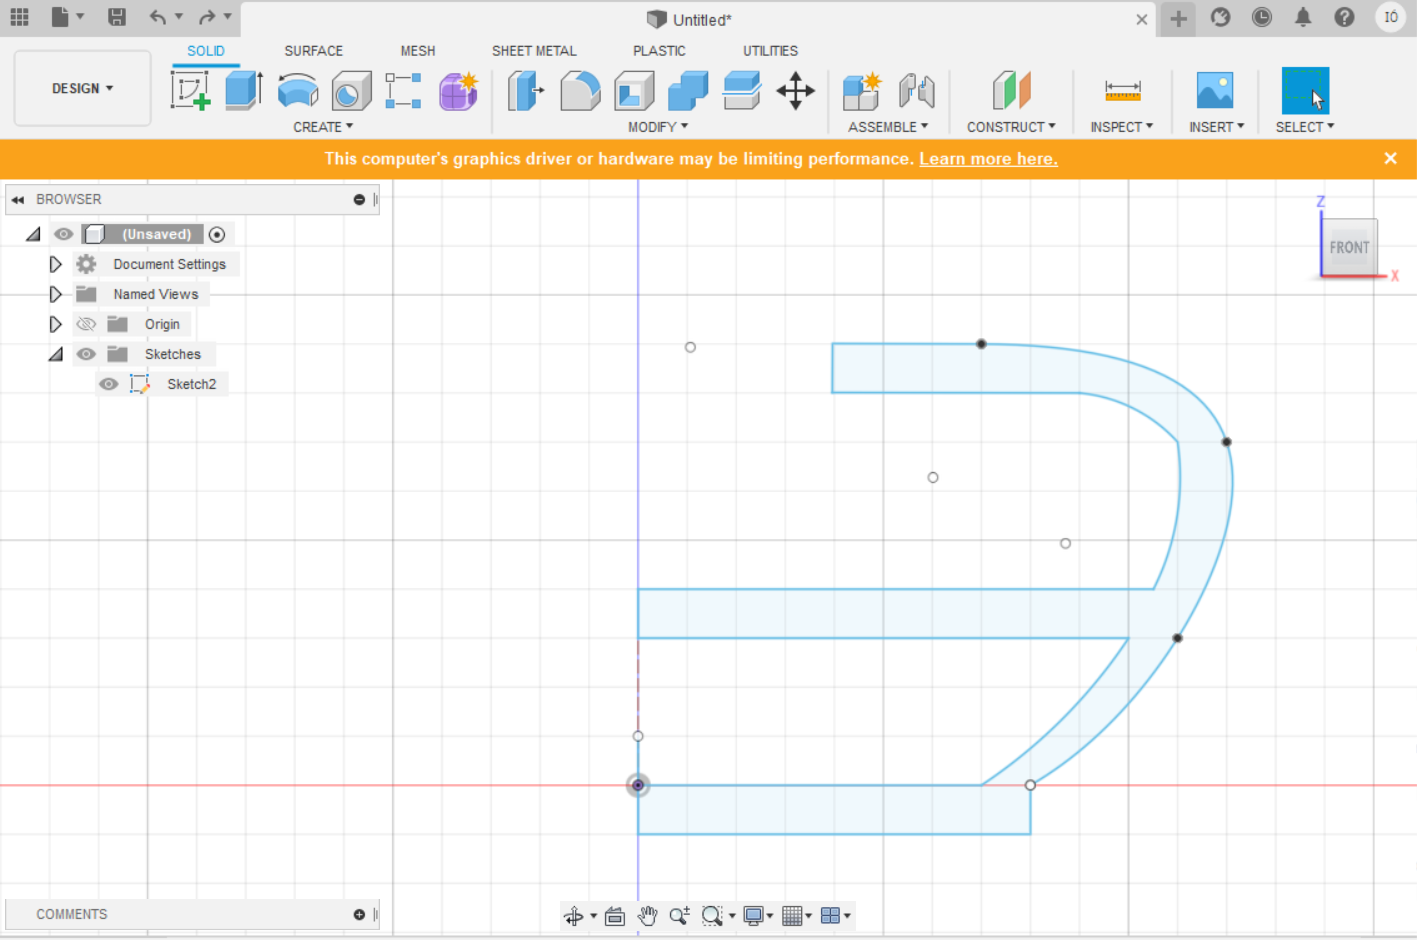 Untitled*
IÓ
SOLID SURFACE MESH SHEET METAL PLASTIC UTILITIES
DESIGN
CREATE MODIFY ASSEMBLE CONSTRUCT INSPECT INSERT SELECT
This computer's graphics driver or hardware may be limiting performance. Learn more here.
BROWSER
(Unsaved)
Document Settings
Named Views
Origin
Sketches
Sketch2
Z
FRONT
X
COMMENTS